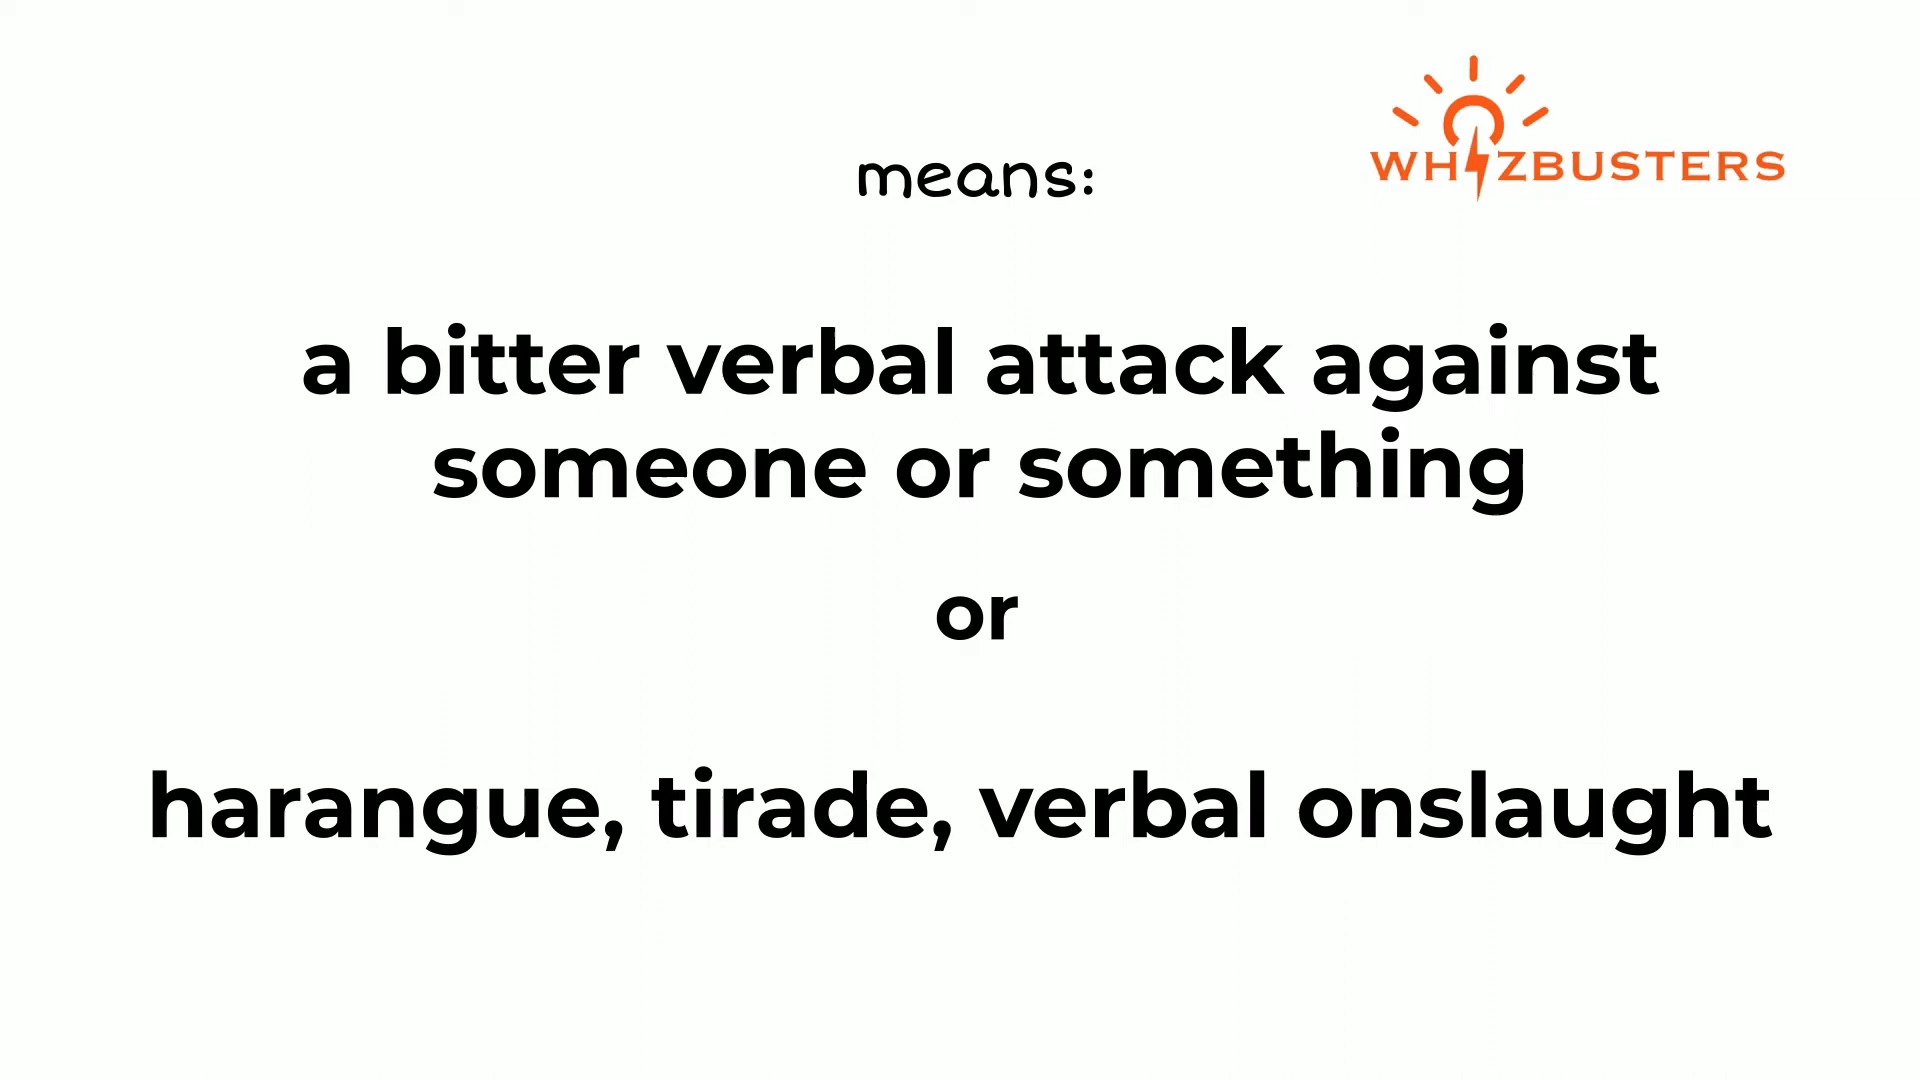 WHIZBUSTERS
means:
a bitter verbal attack against
someone or something
or
harangue, tirade, verbal onslaught